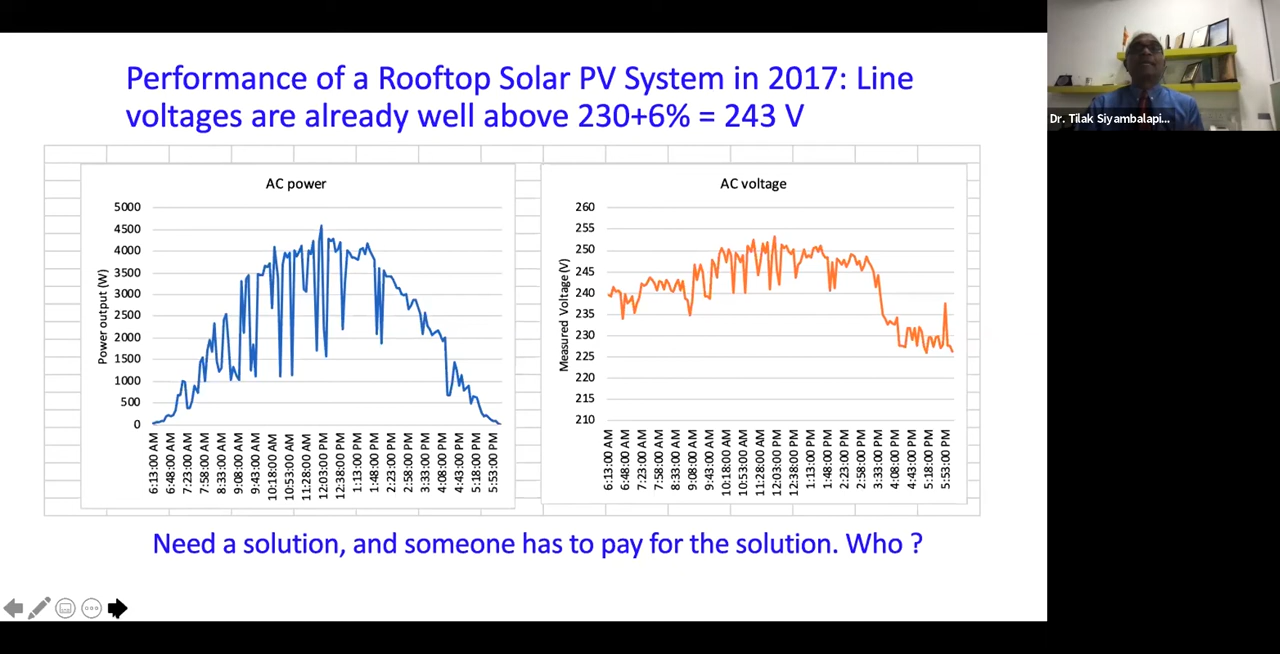 Performance of a Rooftop Solar PV System in 2017: Line
voltages are already well above 230+6% = 243 V
Dr. Tilak Siyambalapi...
AC power
5000
4500
4000
3500
3000
2500
2000
1500
1000
500
0
Power output (W)
6:13:00 AM
6:48:00 AM
7:23:00 AM
7:58:00 AM
8:33:00 AM
9:08:00 AM
9:43:00 AM
10:18:00 AM
10:53:00 AM
11:28:00 AM
12:03:00 PM
12:38:00 PM
1:13:00 PM
1:48:00 PM
2:23:00 PM
2:58:00 PM
3:33:00 PM
4:08:00 PM
4:43:00 PM
5:18:00 PM
5:53:00 PM
AC voltage
260
255
250
245
240
235
230
225
220
215
210
Measured Voltage (V)
6:13:00 AM
6:48:00 AM
7:23:00 AM
7:58:00 AM
8:33:00 AM
9:08:00 AM
9:43:00 AM
10:18:00 AM
10:53:00 AM
11:28:00 AM
12:03:00 PM
12:38:00 PM
1:13:00 PM
1:48:00 PM
2:23:00 PM
2:58:00 PM
3:33:00 PM
4:08:00 PM
4:43:00 PM
5:18:00 PM
5:53:00 PM
Need a solution, and someone has to pay for the solution. Who ?